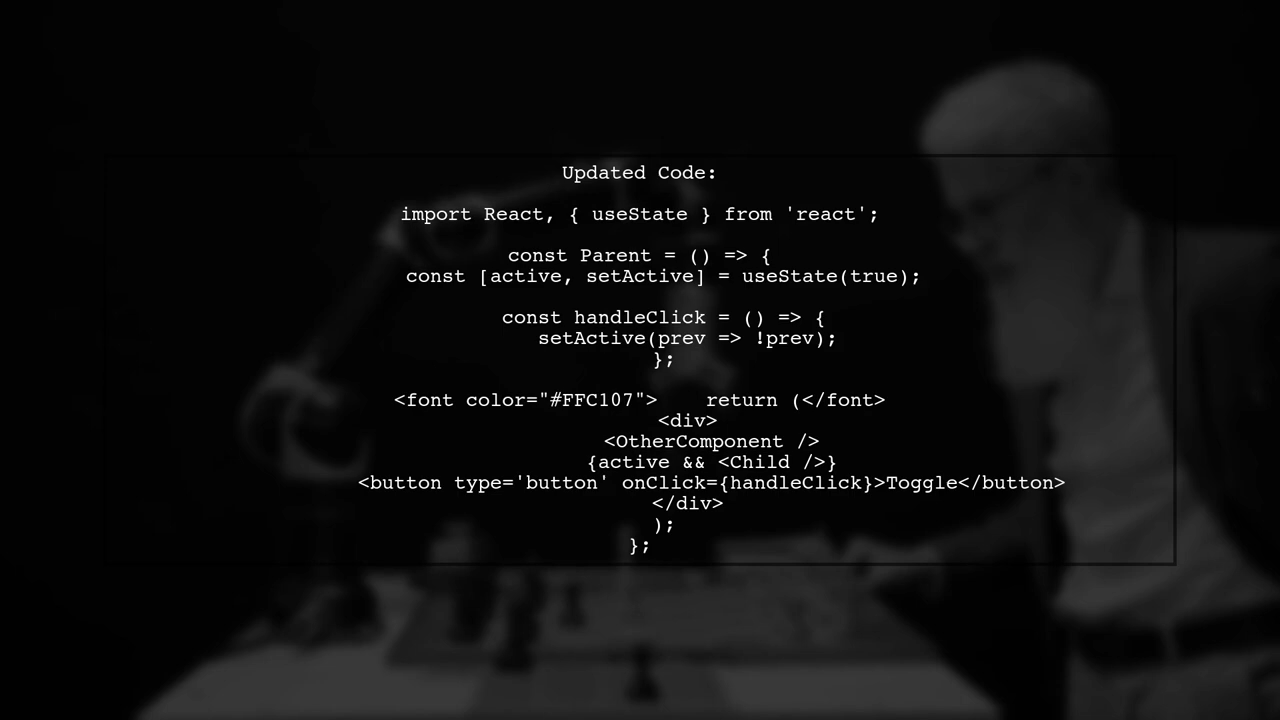 Updated Code:
import React, { useState } from 'react';
const Parent = () => {
const [active, setActive] = useState(true);
const handleClick = () => {
setActive(prev => !prev);
};
<font color="#FFC107">    return (</font>
<div>
<OtherComponent />
{active && <Child />}
<button type='button' onClick={handleClick}>Toggle</button>
</div>
);
};